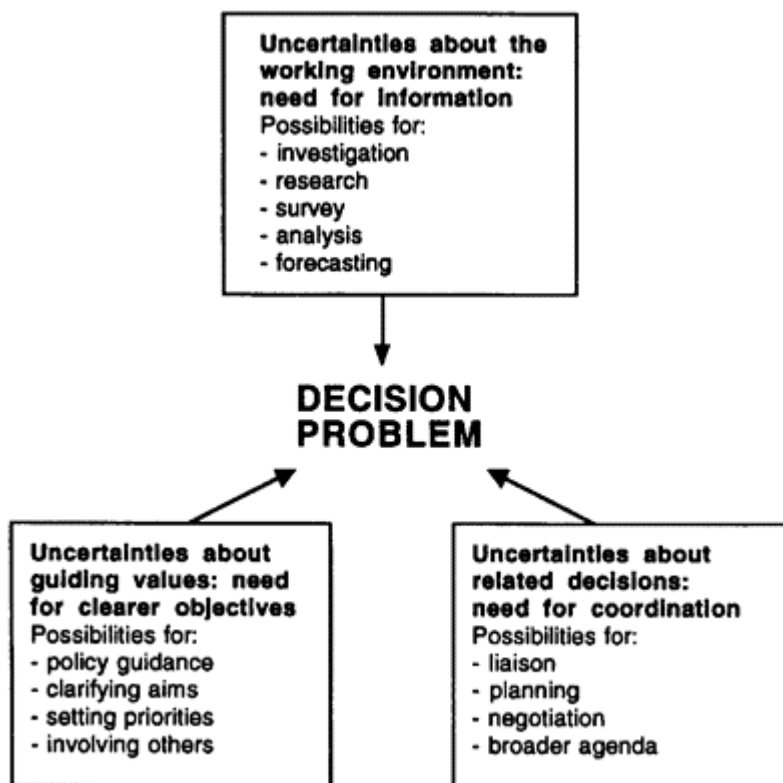 Uncertainties about the
working environment:
need for information
Possibilities for:
- investigation
- research
- survey
- analysis
- forecasting
DECISION
PROBLEM
Uncertainties about
guiding values: need
for clearer objectives
Possibilities for:
- policy guidance
- clarifying aims
- setting priorities
- involving others
Uncertainties about
related decisions:
need for coordination
Possibilities for:
- liaison
- planning
- negotiation
- broader agenda